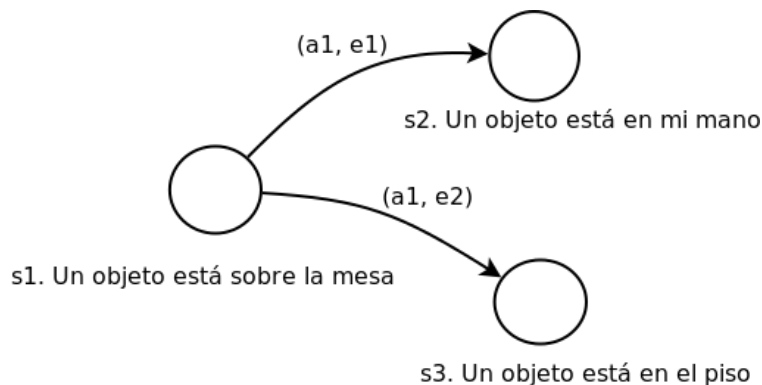 (a1, e1)
s2. Un objeto está en mi mano
(a1, e2)
s1. Un objeto está sobre la mesa
s3. Un objeto está en el piso